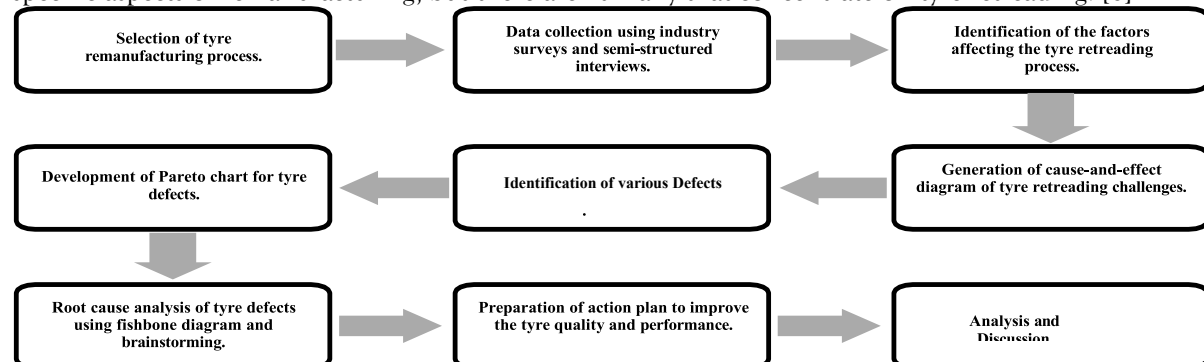 Selection of tyre
remanufacturing process.
Data collection using industry
surveys and semi-structured
interviews.
Identification of the factors
affecting the tyre retreading
process.
Generation of cause-and-effect
diagram of tyre retreading challenges.
Identification of various Defects
.
Development of Pareto chart for tyre
defects.
Root cause analysis of tyre defects
using fishbone diagram and
brainstorming.
Preparation of action plan to improve
the tyre quality and performance.
Analysis and
Discussion